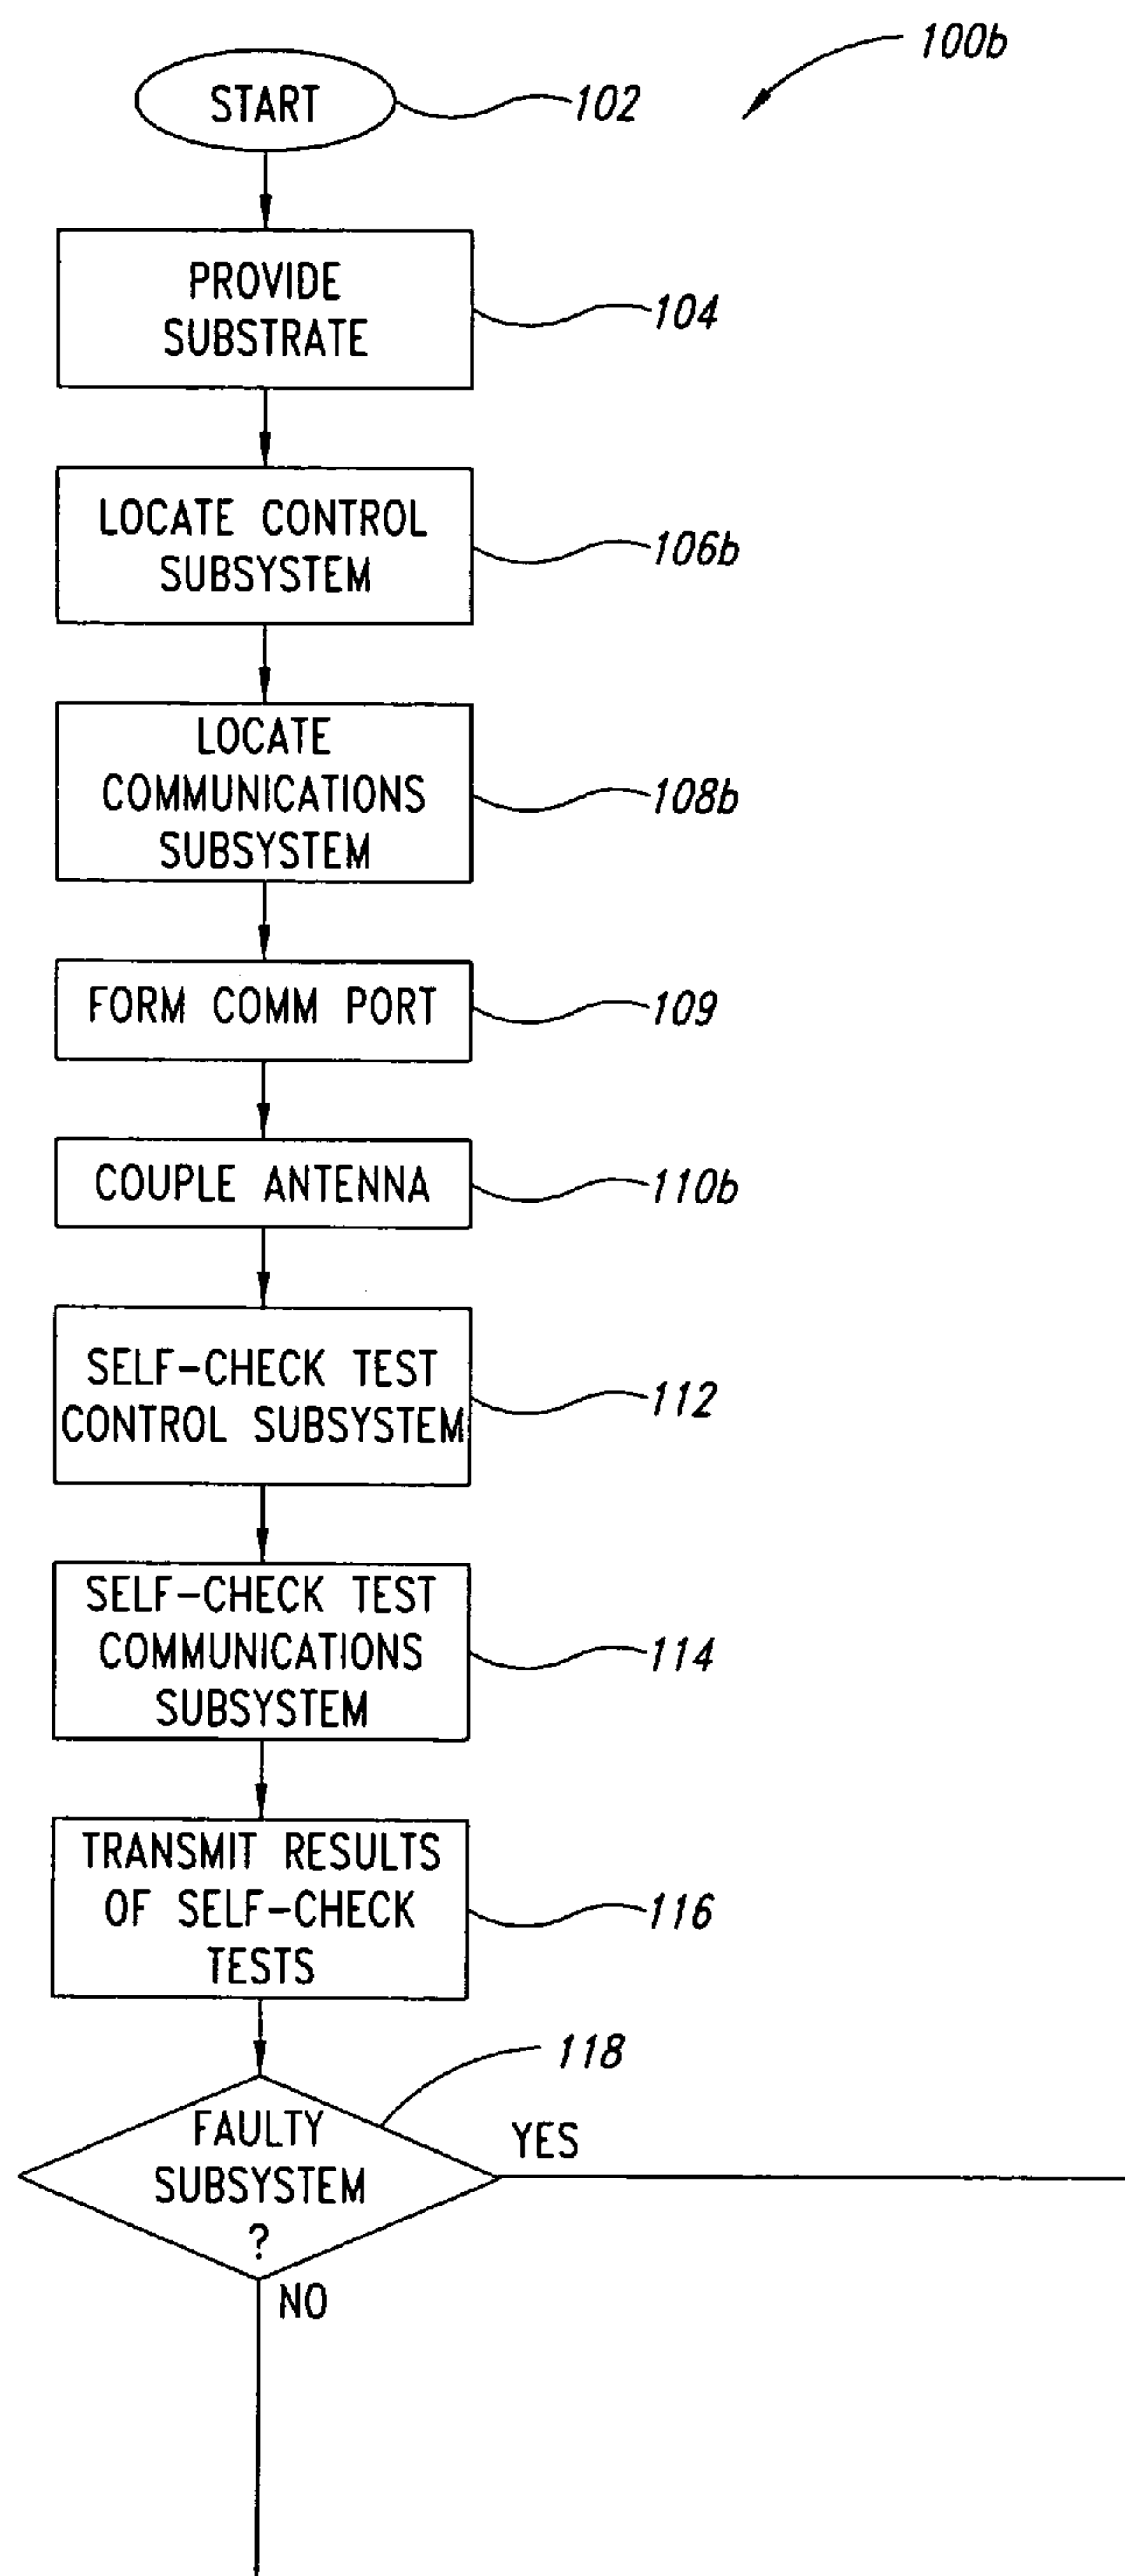 100b
START
102
PROVIDE
SUBSTRATE
104
LOCATE CONTROL
SUBSYSTEM
106b
LOCATE
COMMUNICATIONS
SUBSYSTEM
108b
FORM COMM PORT
109
COUPLE ANTENNA
110b
SELF-CHECK TEST
CONTROL SUBSYSTEM
112
SELF-CHECK TEST
COMMUNICATIONS
SUBSYSTEM
114
TRANSMIT RESULTS
OF SELF-CHECK
TESTS
116
118
FAULTY
SUBSYSTEM
?
YES
NO